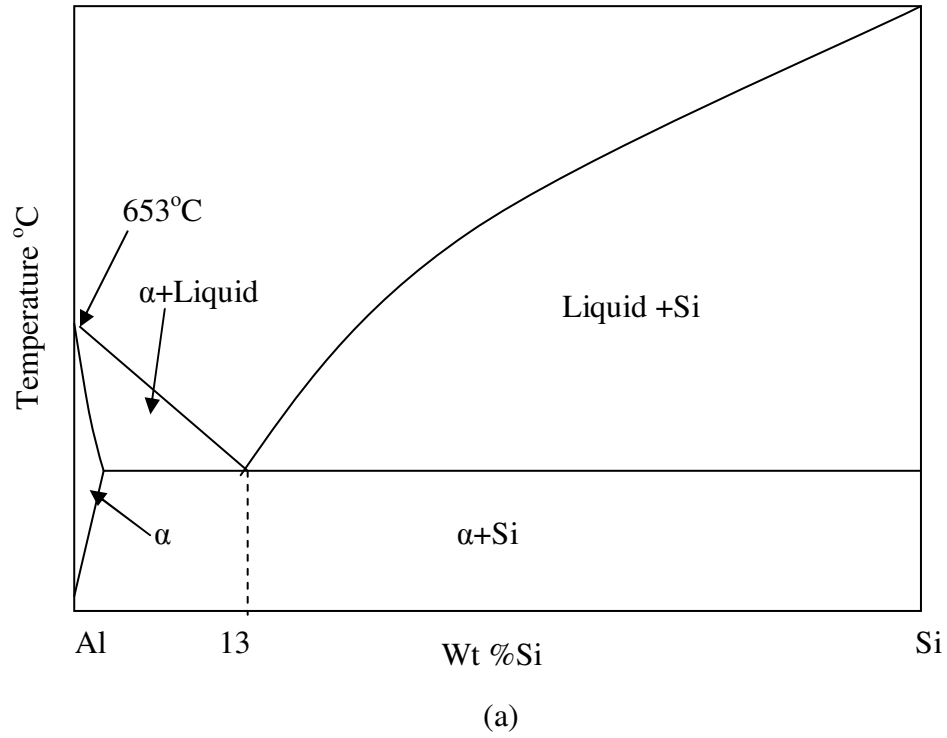 653°C
α+Liquid
Liquid +Si
Temperature °C
α
α+Si
Al
13
Wt %Si
Si
(a)